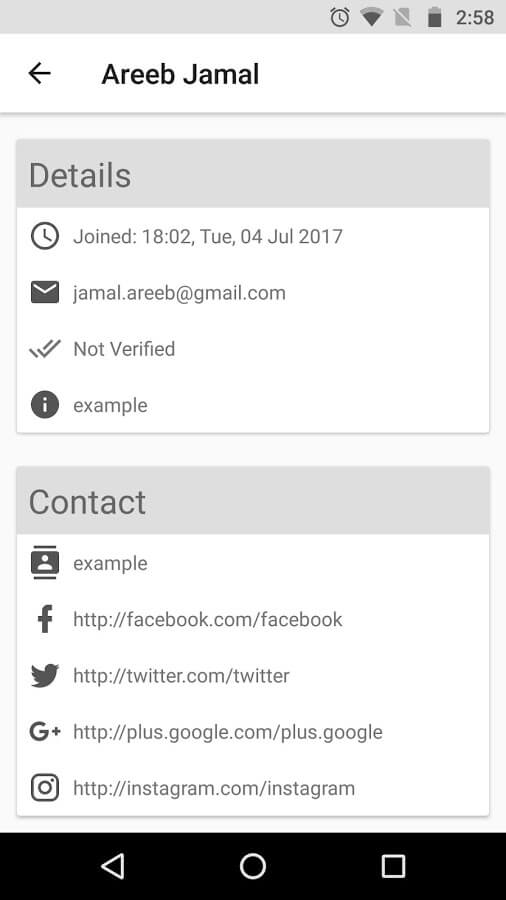 2:58
Areeb Jamal
Details
Joined: 18:02, Tue, 04 Jul 2017
jamal.areeb@gmail.com
Not Verified
example
Contact
example
http://facebook.com/facebook
http://twitter.com/twitter
http://plus.google.com/plus.google
http://instagram.com/instagram